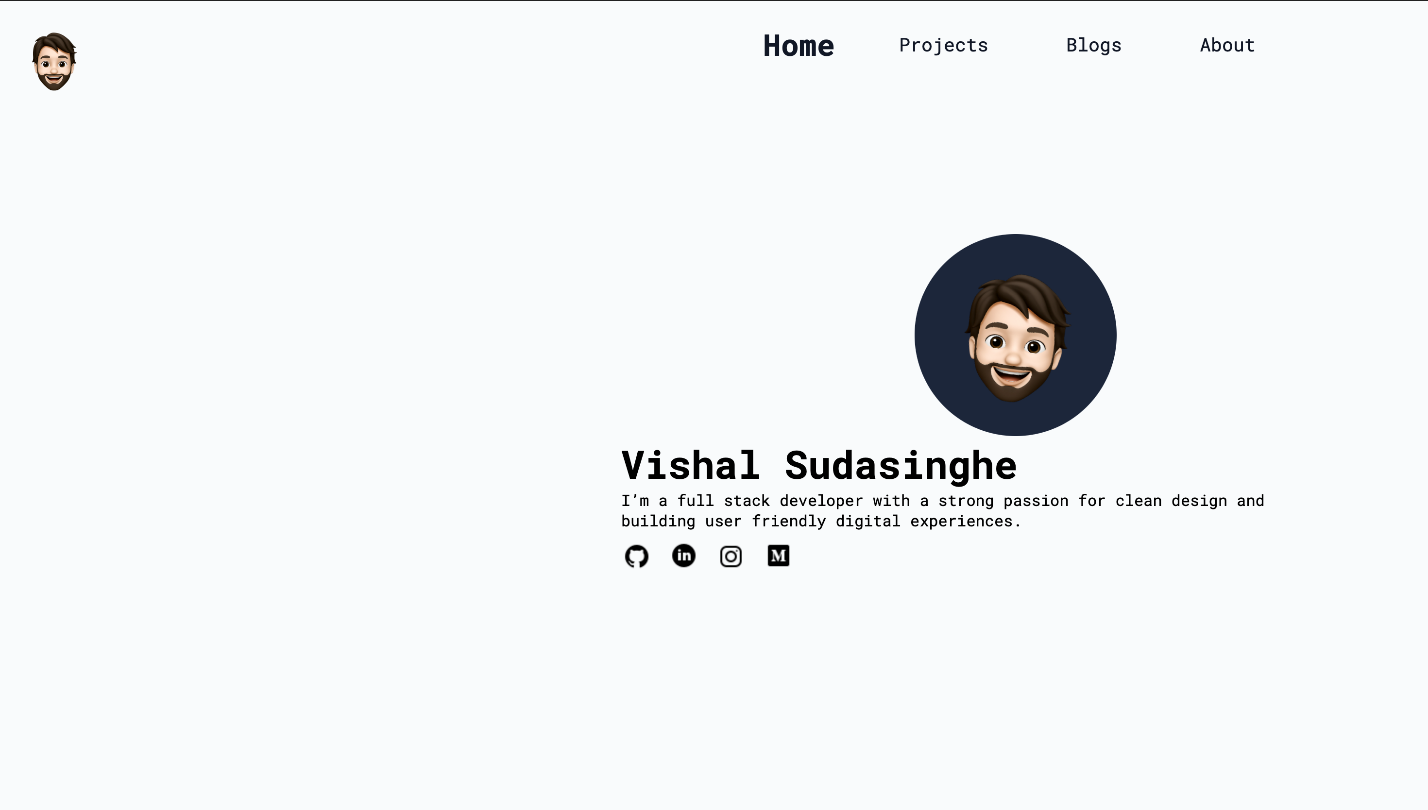 Home Projects Blogs About
Vishal Sudasinghe
I’m a full stack developer with a strong passion for clean design and
building user friendly digital experiences.
in
M